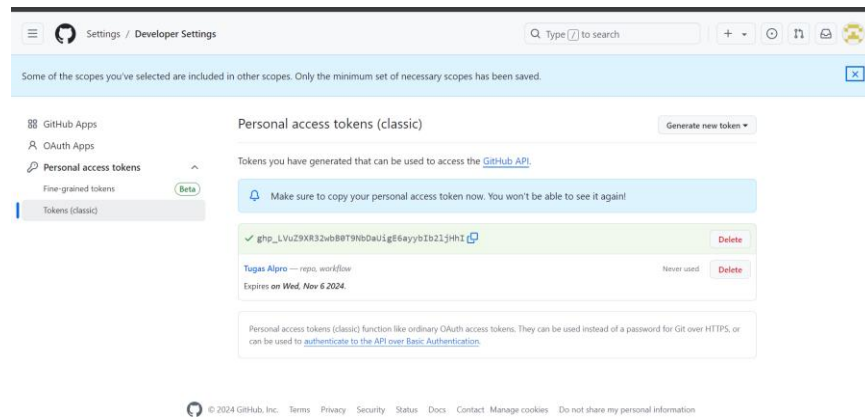 Settings / Developer Settings
Type / to search
Some of the scopes you've selected are included in other scopes. Only the minimum set of necessary scopes has been saved.
GitHub Apps
OAuth Apps
Personal access tokens
Fine-grained tokens Beta
Tokens (classic)
Personal access tokens (classic)
Generate new token
Tokens you have generated that can be used to access the GitHub API.
Make sure to copy your personal access token now. You won't be able to see it again!
Delete
Tugas Alpro — repo, workflow Never used Delete
Expires on Wed, Nov 6 2024.
Personal access tokens (classic) function like ordinary OAuth access tokens. They can be used instead of a password for Git over HTTPS, or
can be used to authenticate to the API over Basic Authentication.
© 2024 GitHub, Inc. Terms Privacy Security Status Docs Contact Manage cookies Do not share my personal information